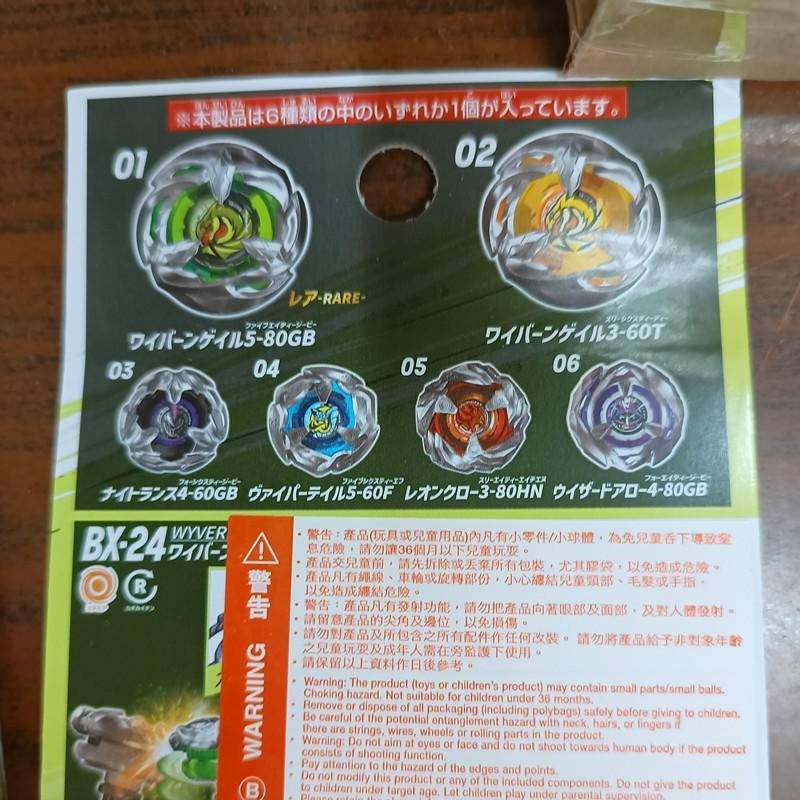 ※本製品は6種類の中のいずれか1個が入っています。
01
02
レア-RARE-
ファイブエイティージービー
ワイバーンゲイル5-80GB
スリーシックスティーティー
ワイバーンゲイル3-60T
03
04
05
06
フォーシックスティージービー
ナイトランス4-60GB
ファイブシックスティーエフ
ヴァイパーテイル5-60F
スリーエイティーエイチエヌ
レオンクロー3-80HN
フォーエイティージービー
ウィザードアロー4-80GB
BX-24
WYVER
ワイバー
R
警告 WARNING
B
・警告：產品(玩具或兒童用品)內凡有小零件/小球體，為免兒童吞下導致窒
息危險，請勿讓36個月以下兒童玩耍。
・產品交兒童前，請先拆除或丟棄所有包裝，尤其膠袋，以免造成危險。
・產品凡有繩線、車輪或旋轉部份，小心纏結兒童頭部、毛髮或手指，
以免造成纏結危險。
・警告：產品凡有發射功能，請勿把產品向著眼部及面部，及對人體發射。
・請留意產品的尖角及邊位，以免損傷。
・請勿對產品及所包含之所有配件作任何改裝。請勿將產品給予非對象年齡
之兒童玩耍及成年人需在旁監護下使用。
・請保留以上資料作日後參考。
・Warning: The product (toys or children's product) may contain small parts/small balls.
Choking hazard. Not suitable for children under 36 months.
・Remove or dispose of all packaging (including polybags) safely before giving to children.
・Be careful of the potential entanglement hazard with neck, hairs, or fingers if
there are strings, wires, wheels or rolling parts in the product.
・Warning: Do not aim at eyes or face and do not shoot towards human body if the product
consists of shooting function.
・Pay attention to the hazard of the edges and points.
・Do not modify this product or any of the included components. Do not give the product
to children under target age. Let children play under parental supervision.